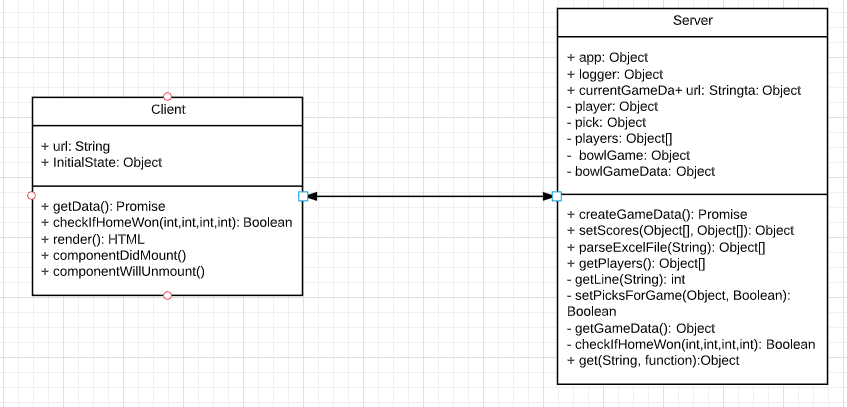 Client
+ url: String
+ InitialState: Object
+ getData(): Promise
+ checkIfHomeWon(int,int,int,int): Boolean
+ render(): HTML
+ componentDidMount()
+ componentWillUnmount()
Server
+ app: Object
+ logger: Object
+ currentGameDa+ url: Stringta: Object
- player: Object
- pick: Object
- players: Object[]
-  bowlGame: Object
- bowlGameData: Object
+ createGameData(): Promise
+ setScores(Object[], Object[]): Object
+ parseExcelFile(String): Object[]
+ getPlayers(): Object[]
- getLine(String): int
- setPicksForGame(Object, Boolean):
Boolean
- getGameData(): Object
- checkIfHomeWon(int,int,int,int): Boolean
+ get(String, function):Object